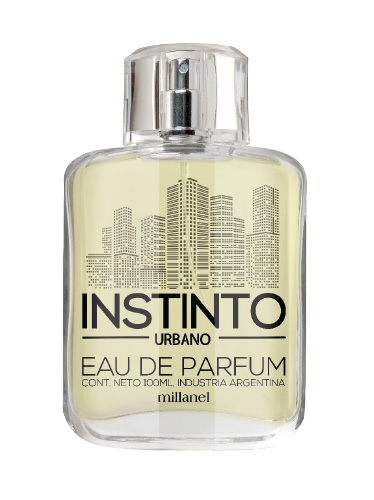 INSTINTO
URBANO
EAU DE PARFUM
CONT. NETO 100ML. INDUSTRIA ARGENTINA
millanel